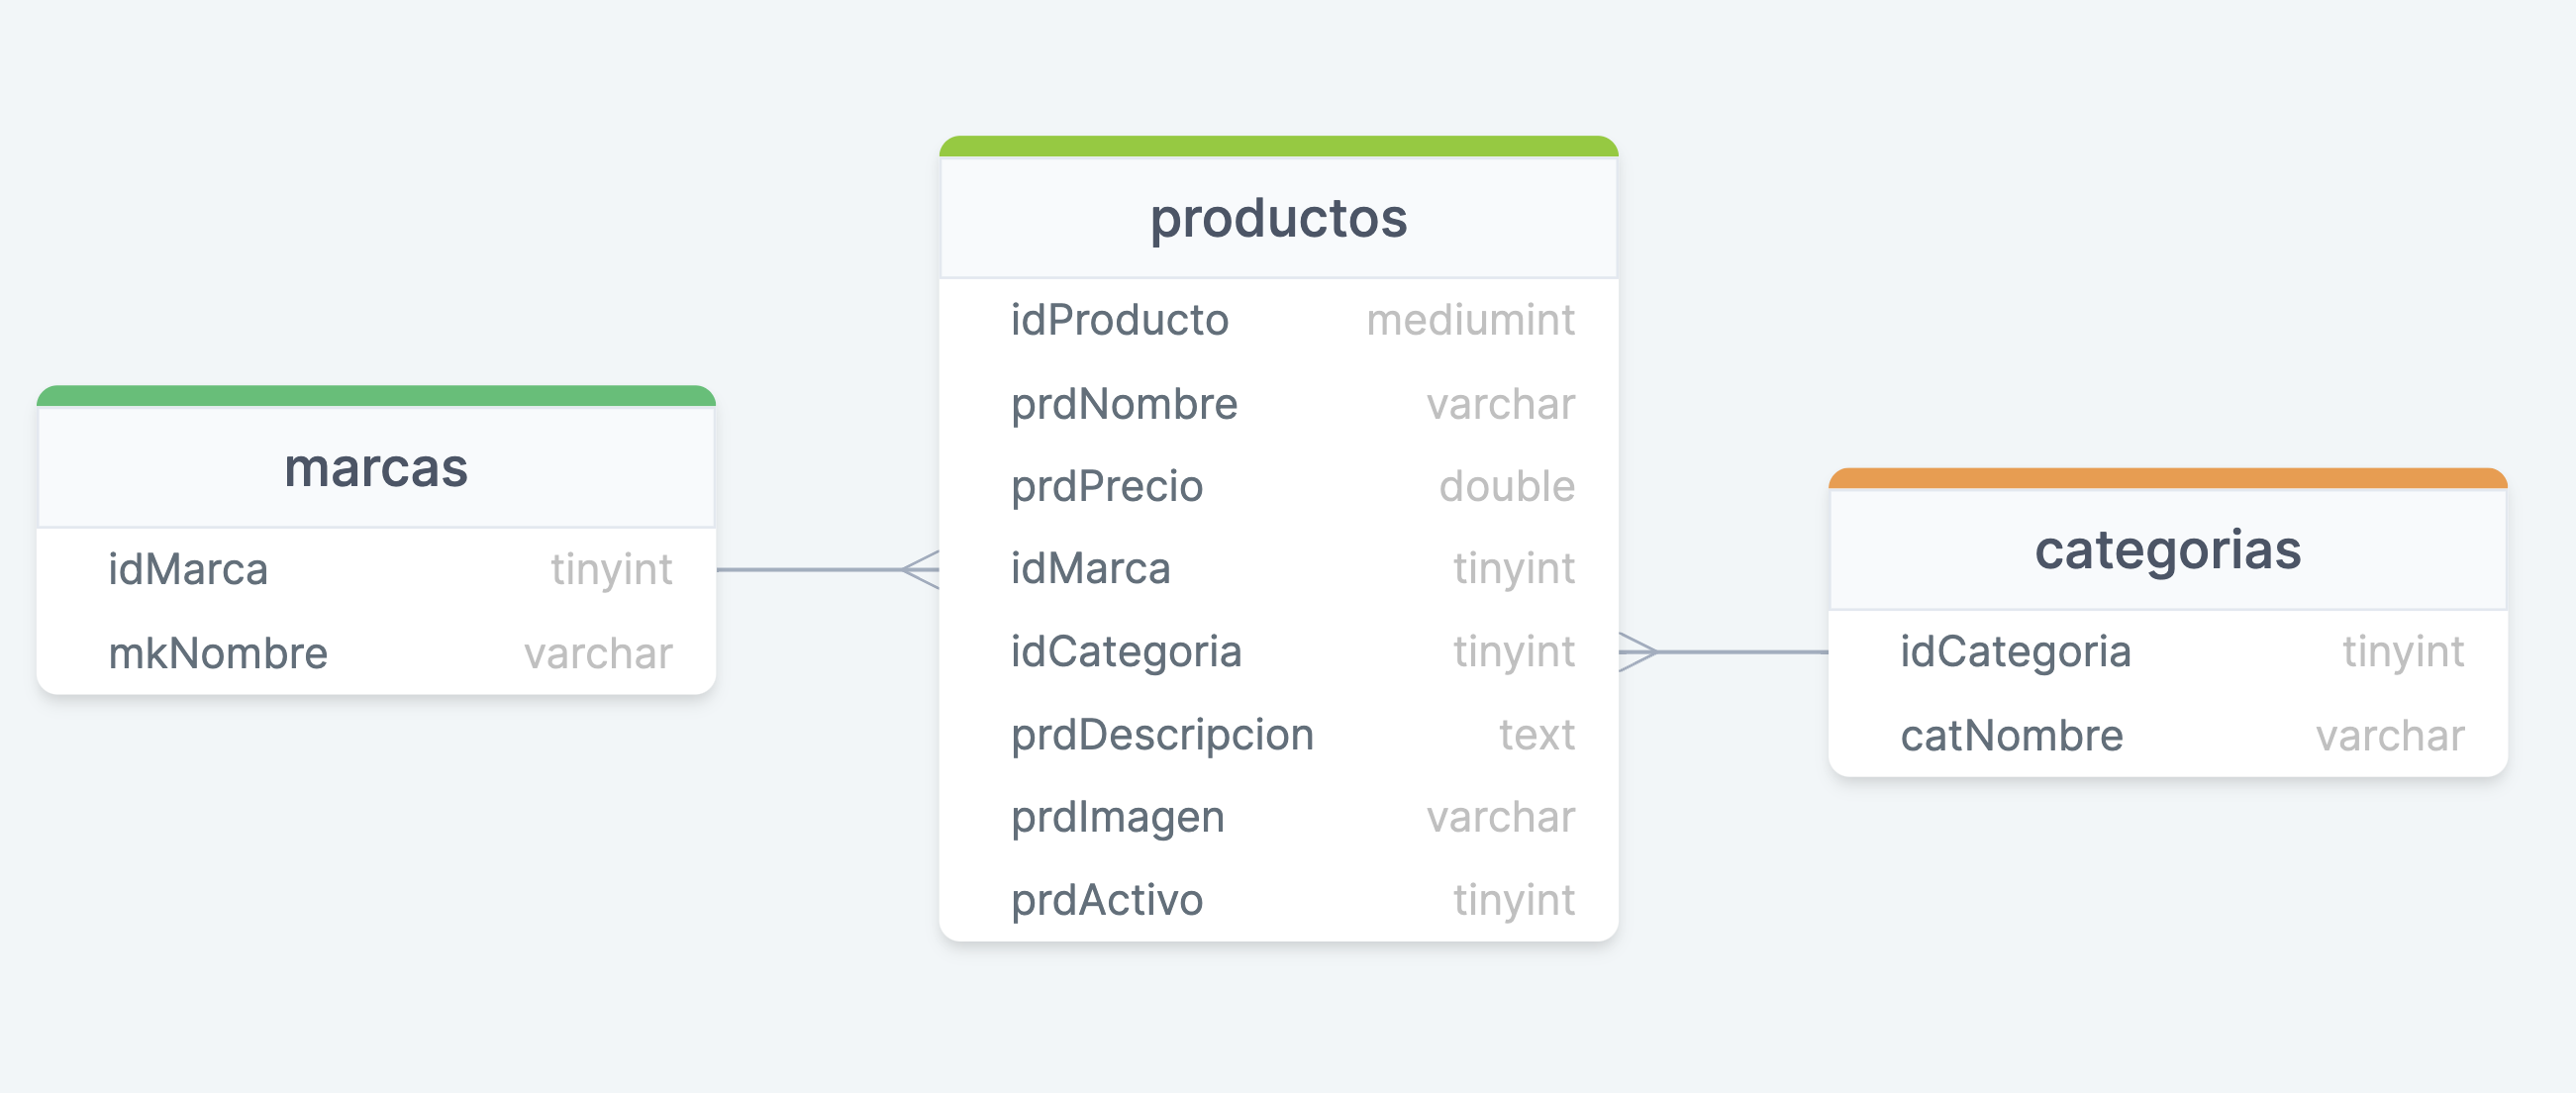 marcas
idMarca tinyint
mkNombre varchar
productos
idProducto mediumint
prdNombre varchar
prdPrecio double
idMarca tinyint
idCategoria tinyint
prdDescripcion text
prdImagen varchar
prdActivo tinyint
categorias
idCategoria tinyint
catNombre varchar